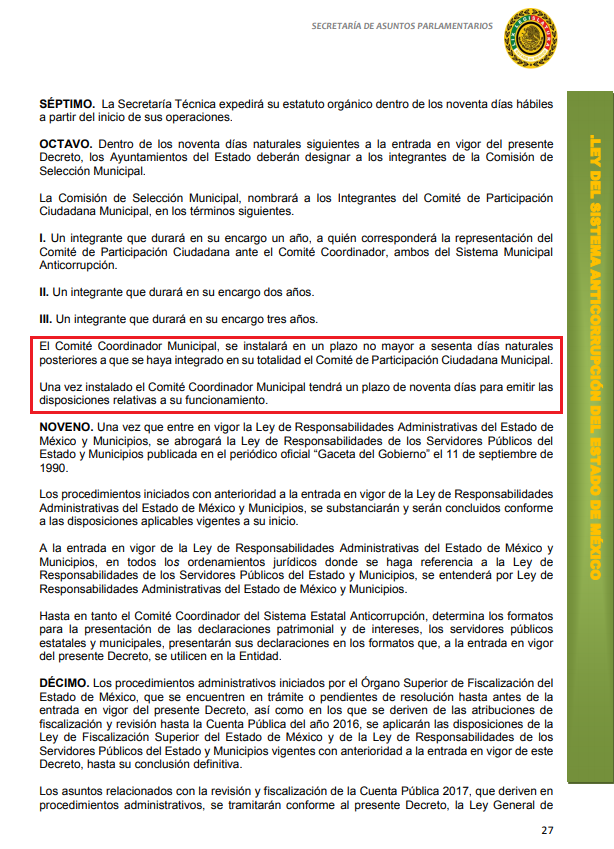 SECRETARÍA DE ASUNTOS PARLAMENTARIOS
SÉPTIMO. La Secretaría Técnica expedirá su estatuto orgánico dentro de los noventa días hábiles
a partir del inicio de sus operaciones.
OCTAVO. Dentro de los noventa días naturales siguientes a la entrada en vigor del presente
Decreto, los Ayuntamientos del Estado deberán designar a los integrantes de la Comisión de
Selección Municipal.
La Comisión de Selección Municipal, nombrará a los Integrantes del Comité de Participación
Ciudadana Municipal, en los términos siguientes.
I. Un integrante que durará en su encargo un año, a quién corresponderá la representación del
Comité de Participación Ciudadana ante el Comité Coordinador, ambos del Sistema Municipal
Anticorrupción.
II. Un integrante que durará en su encargo dos años.
III. Un integrante que durará en su encargo tres años.
El Comité Coordinador Municipal, se instalará en un plazo no mayor a sesenta días naturales
posteriores a que se haya integrado en su totalidad el Comité de Participación Ciudadana Municipal.
Una vez instalado el Comité Coordinador Municipal tendrá un plazo de noventa días para emitir las
disposiciones relativas a su funcionamiento.
NOVENO. Una vez que entre en vigor la Ley de Responsabilidades Administrativas del Estado de
México y Municipios, se abrogará la Ley de Responsabilidades de los Servidores Públicos del
Estado y Municipios publicada en el periódico oficial “Gaceta del Gobierno” el 11 de septiembre de
1990.
Los procedimientos iniciados con anterioridad a la entrada en vigor de la Ley de Responsabilidades
Administrativas del Estado de México y Municipios, se substanciarán y serán concluidos conforme
a las disposiciones aplicables vigentes a su inicio.
A la entrada en vigor de la Ley de Responsabilidades Administrativas del Estado de México y
Municipios, en todos los ordenamientos jurídicos donde se haga referencia a la Ley de
Responsabilidades de los Servidores Públicos del Estado y Municipios, se entenderá por Ley de
Responsabilidades Administrativas del Estado de México y Municipios.
Hasta en tanto el Comité Coordinador del Sistema Estatal Anticorrupción, determina los formatos
para la presentación de las declaraciones patrimonial y de intereses, los servidores públicos
estatales y municipales, presentarán sus declaraciones en los formatos que, a la entrada en vigor
del presente Decreto, se utilicen en la Entidad.
DÉCIMO. Los procedimientos administrativos iniciados por el Órgano Superior de Fiscalización del
Estado de México, que se encuentren en trámite o pendientes de resolución hasta antes de la
entrada en vigor del presente Decreto, así como en los que se deriven de las atribuciones de
fiscalización y revisión hasta la Cuenta Pública del año 2016, se aplicarán las disposiciones de la
Ley de Fiscalización Superior del Estado de México y de la Ley de Responsabilidades de los
Servidores Públicos del Estado y Municipios vigentes con anterioridad a la entrada en vigor de este
Decreto, hasta su conclusión definitiva.
Los asuntos relacionados con la revisión y fiscalización de la Cuenta Pública 2017, que deriven en
procedimientos administrativos, se tramitarán conforme al presente Decreto, la Ley General de
.LEY DEL SISTEMA ANTICORRUPCIÓN DEL ESTADO DE MÉXICO
27